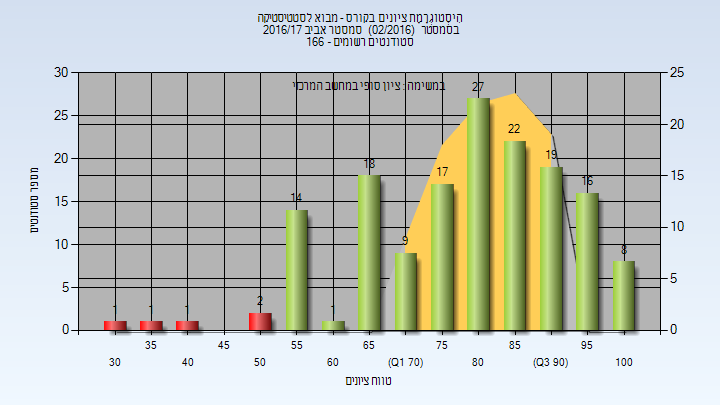 היסטוגרמת ציונים בקורס - מבוא לסטטיסטיקה
בסמסטר (02/2016) סמסטר אביב 2016/17
סטודנטים רשומים - 166
במשימה : ציון סופי במחשב המרכזי
30 25 20 15 10 5 0
25 20 15 10 5 0
1 1 1 2 14 1 18 9 17 27 22 19 16 8
מספר סטודנטים
35 45 55 65 75 85 95
30 40 50 60 (Q1 70) 80 (Q3 90) 100
טווח ציונים